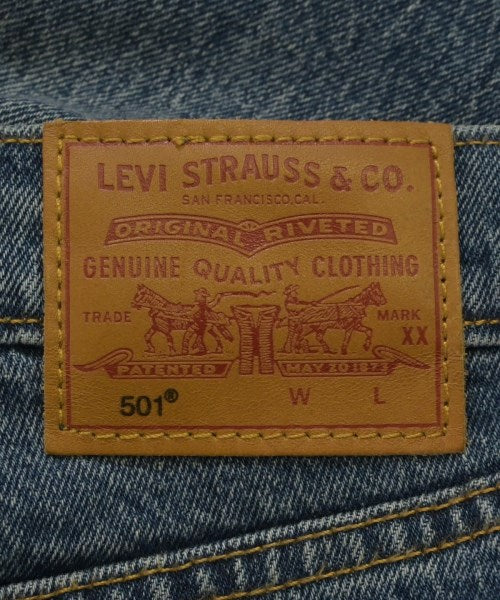 LEVI STRAUSS & CO.
SAN FRANCISCO, CAL.
ORIGINAL RIVETED
GENUINE QUALITY CLOTHING
TRADE MARK
XX
PATENTED MAY 20 1873
501® W L